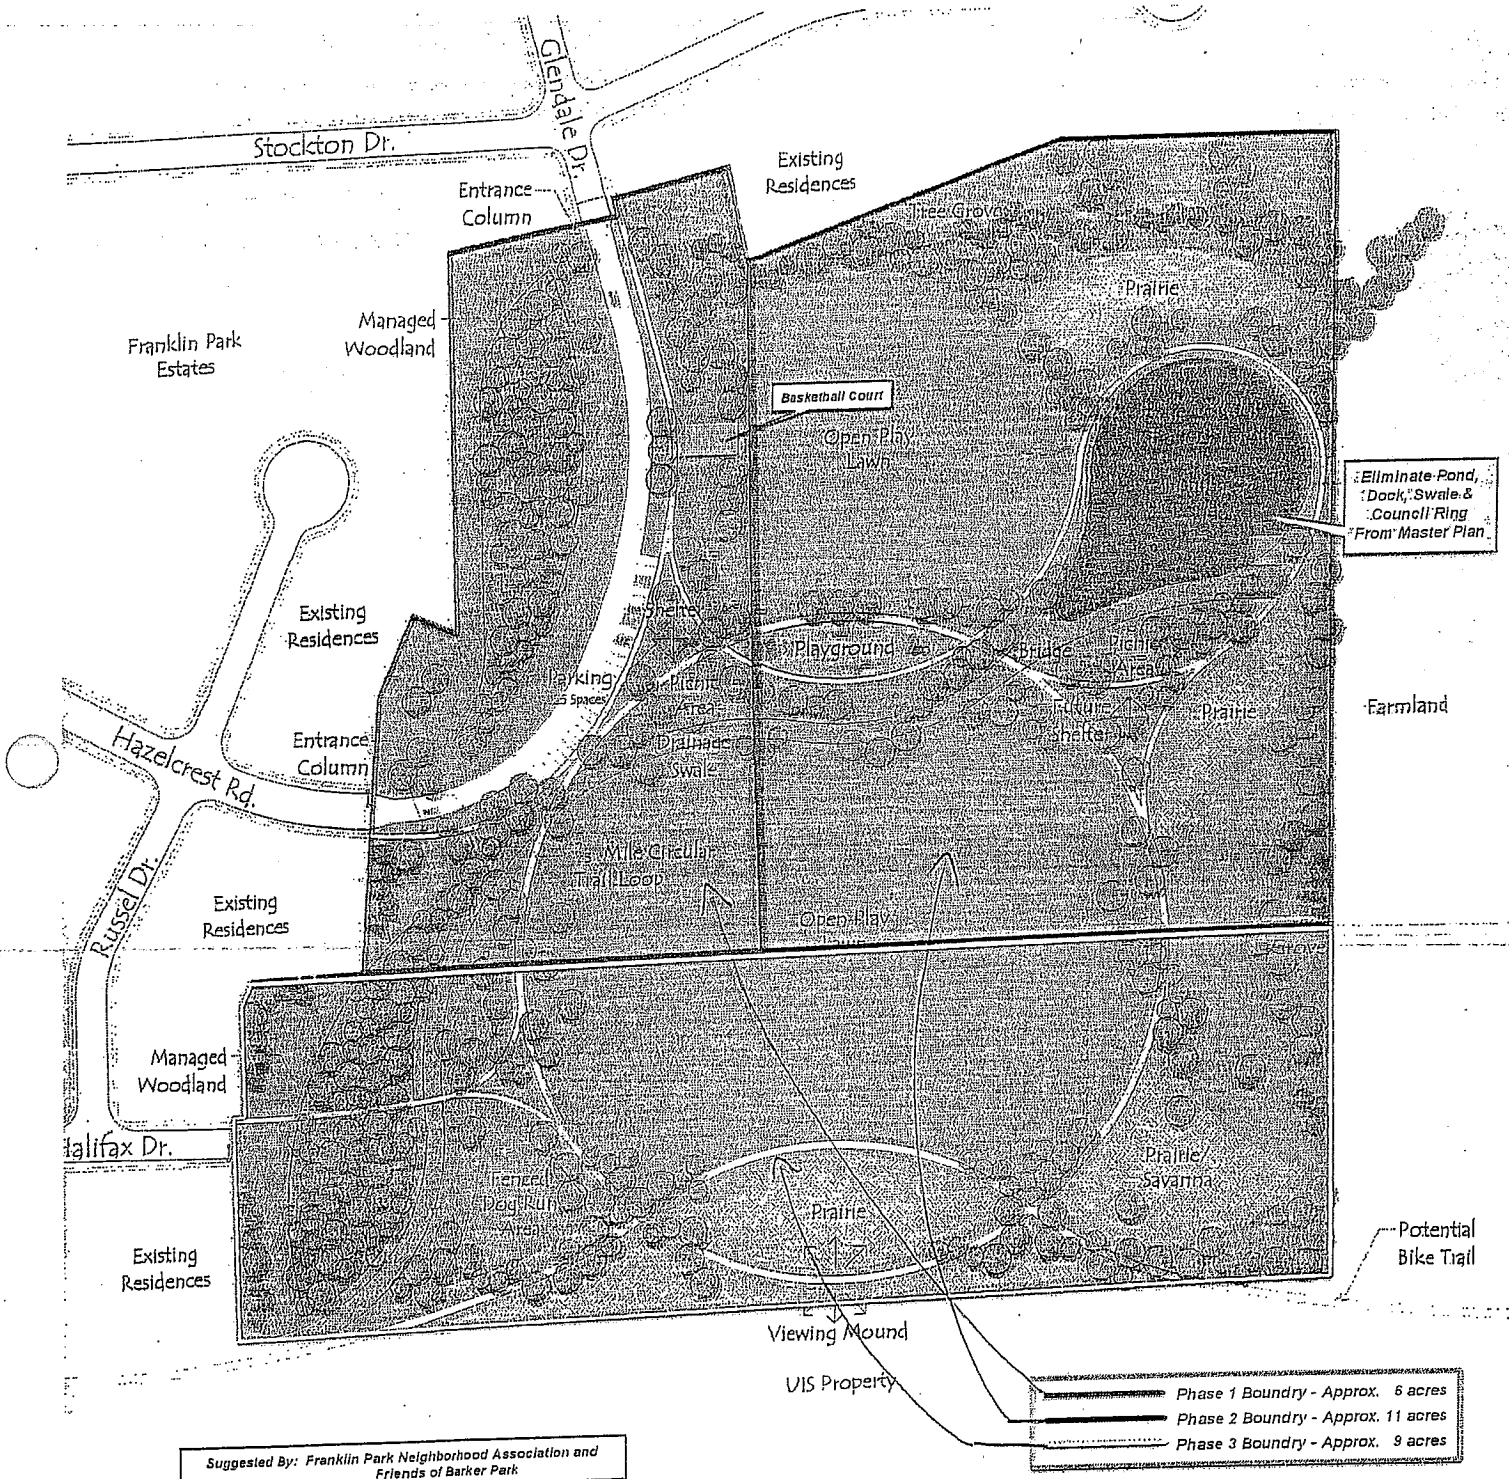 Glendale Dr.
Stockton Dr.
Existing
Residences
Entrance
Column
Tree Grove
Prairie
Managed
Woodland
Franklin Park
Estates
Basketball Court
Open Play
Lawn
Eliminate Pond,
Dock, Swale &
Council Ring
From Master Plan
Existing
Residences
Shelter
Playground
Bridge
Picnic
Area
Parking
Spaces
Picnic
Area
Future
Shelter
Prairie
Farmland
Entrance
Column
Hazelcrest Rd.
Drainage
Swale
Mile Circular
Trail Loop
Russel Dr.
Existing
Residences
Open Play
Grove
Managed
Woodland
Halifax Dr.
Fenced
Dog Run
Area
Prairie
Prairie/
Savanna
Existing
Residences
Potential
Bike Trail
Viewing Mound
UIS Property
Phase 1 Boundry - Approx. 6 acres
Phase 2 Boundry - Approx. 11 acres
Phase 3 Boundry - Approx. 9 acres
Suggested By: Franklin Park Neighborhood Association and
Friends of Barker Park